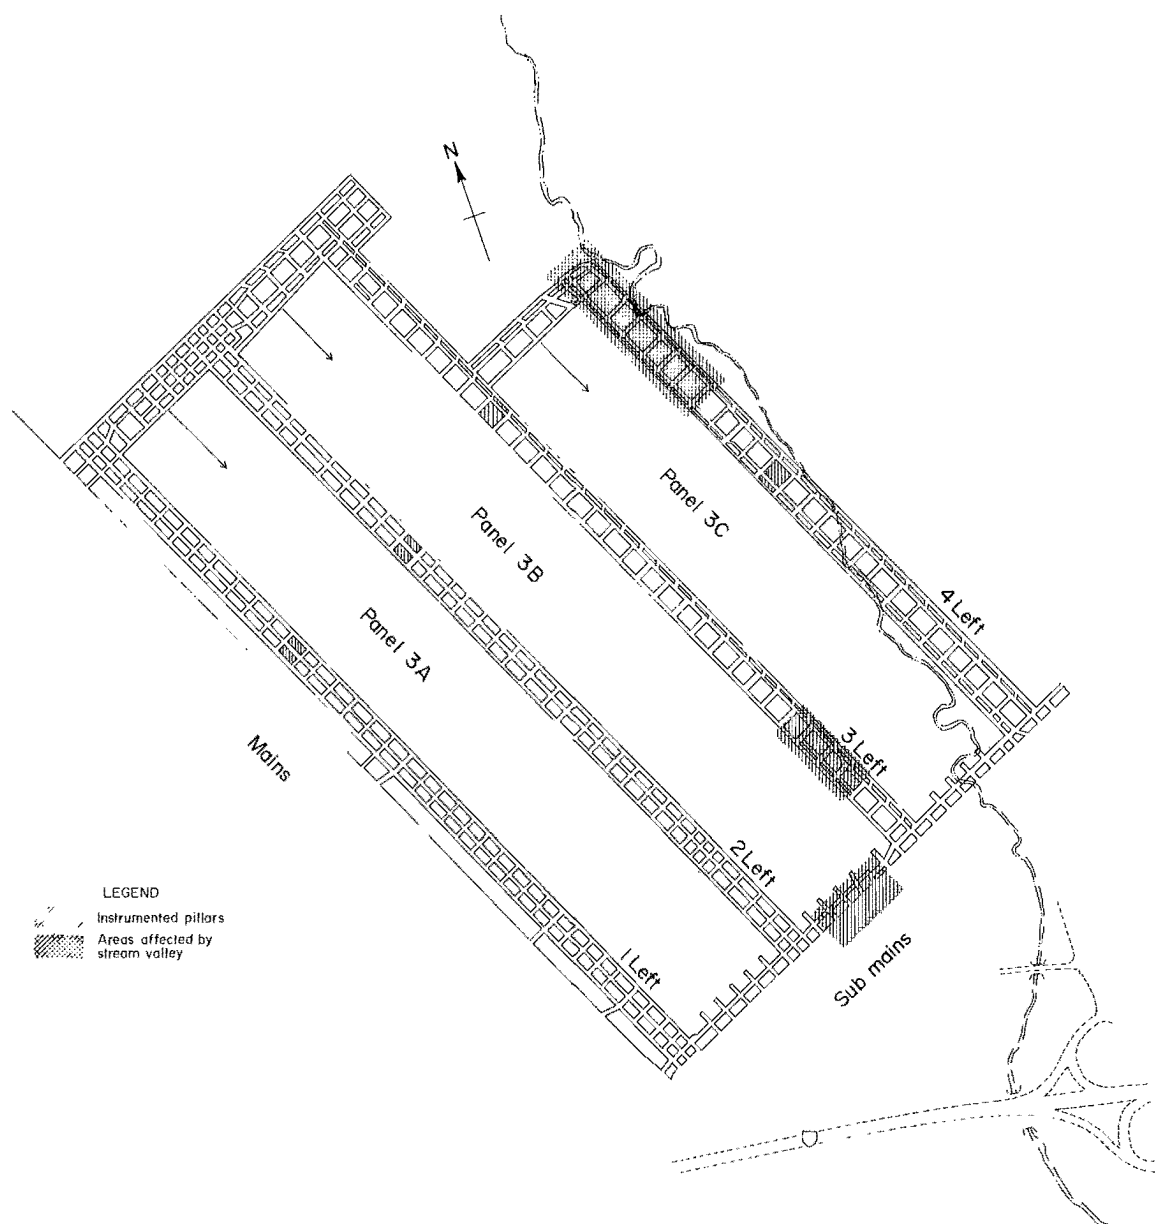 N
Panel 3C
Panel 3B
4 Left
Panel 3A
3 Left
Mains
2 Left
LEGEND
Instrumented pillars
Areas affected by
stream valley
1 Left
Sub mains